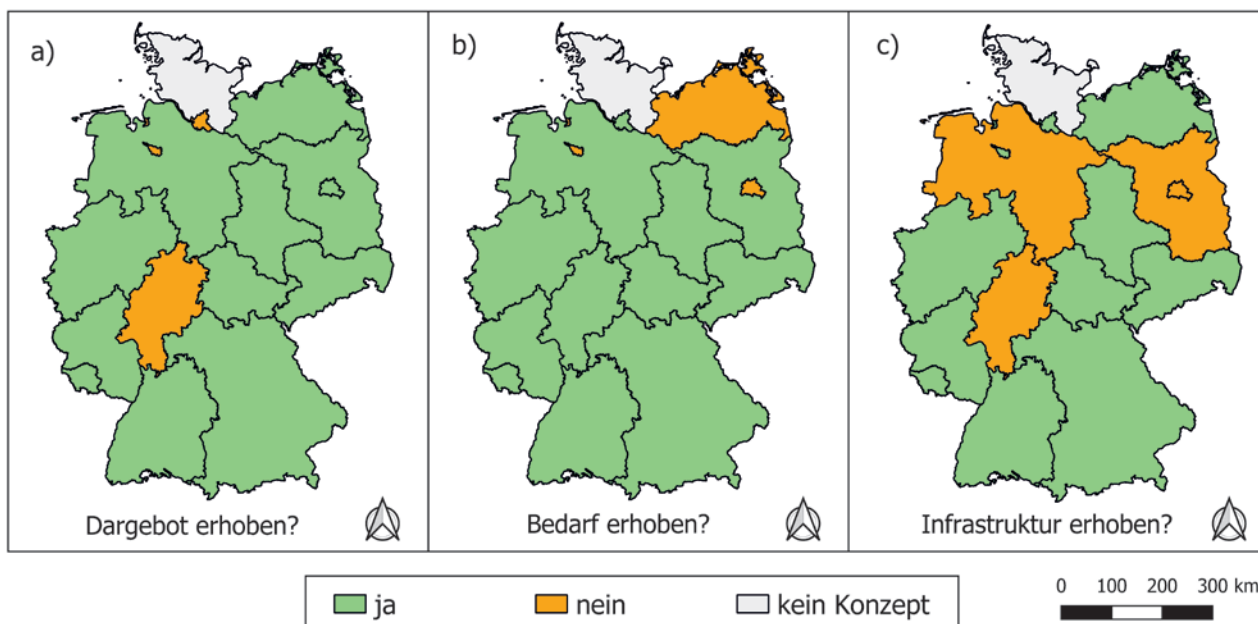 a)
b)
c)
Dargebot erhoben?
Bedarf erhoben?
Infrastruktur erhoben?
ja
nein
kein Konzept
0 100 200 300 km